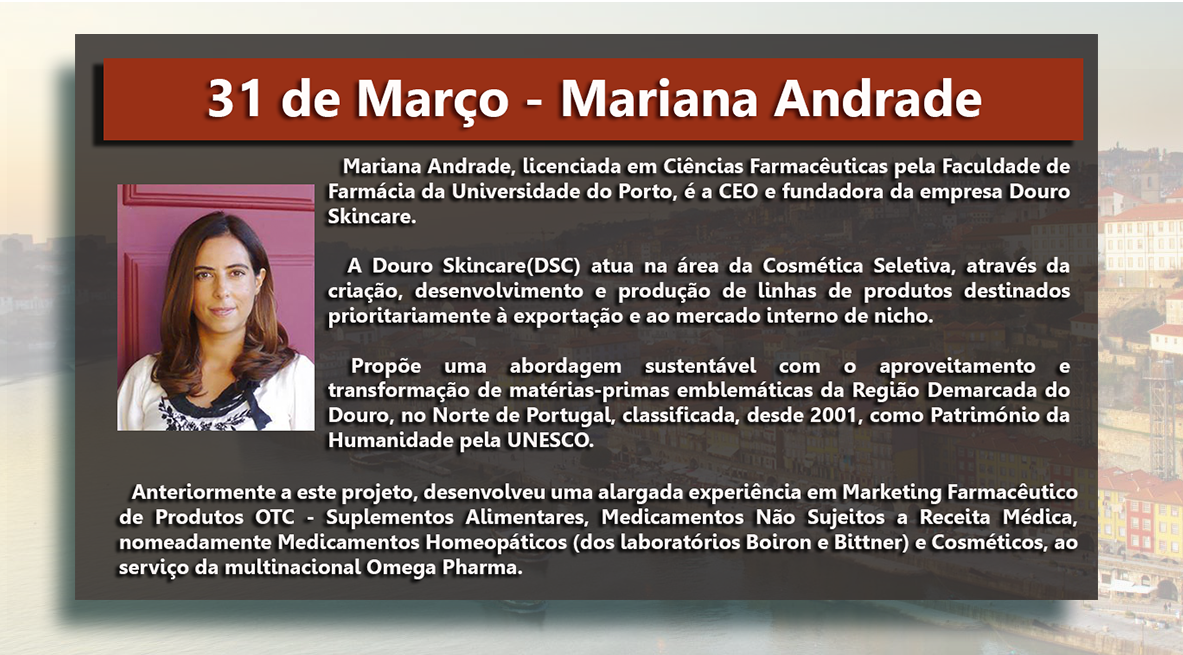 31 de Março - Mariana Andrade
Mariana Andrade, licenciada em Ciências Farmacêuticas pela Faculdade de
Farmácia da Universidade do Porto, é a CEO e fundadora da empresa Douro
Skincare.
A Douro Skincare(DSC) atua na área da Cosmética Seletiva, através da
criação, desenvolvimento e produção de linhas de produtos destinados
prioritariamente à exportação e ao mercado interno de nicho.
Propõe uma abordagem sustentável com o aproveitamento e
transformação de matérias-primas emblemáticas da Região Demarcada do
Douro, no Norte de Portugal, classificada, desde 2001, como Património da
Humanidade pela UNESCO.
Anteriormente a este projeto, desenvolveu uma alargada experiência em Marketing Farmacêutico
de Produtos OTC - Suplementos Alimentares, Medicamentos Não Sujeitos a Receita Médica,
nomeadamente Medicamentos Homeopáticos (dos laboratórios Boiron e Bittner) e Cosméticos, ao
serviço da multinacional Omega Pharma.